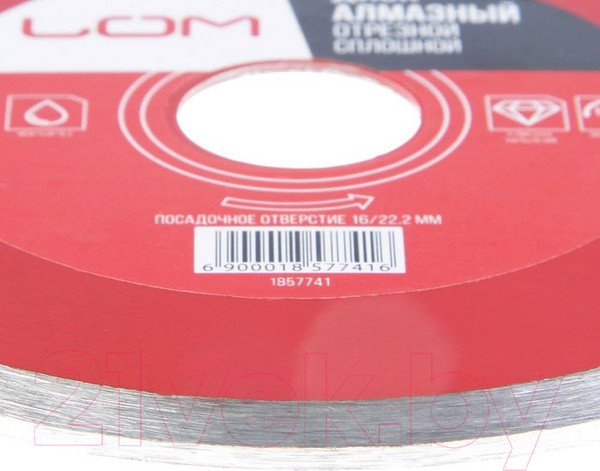 LOM
АЛМАЗНЫЙ
ОТРЕЗНОЙ
СПЛОШНОЙ
ПОСАДОЧНОЕ ОТВЕРСТИЕ 16/22.2 ММ
6 900018 577416
1857741
21vek.by